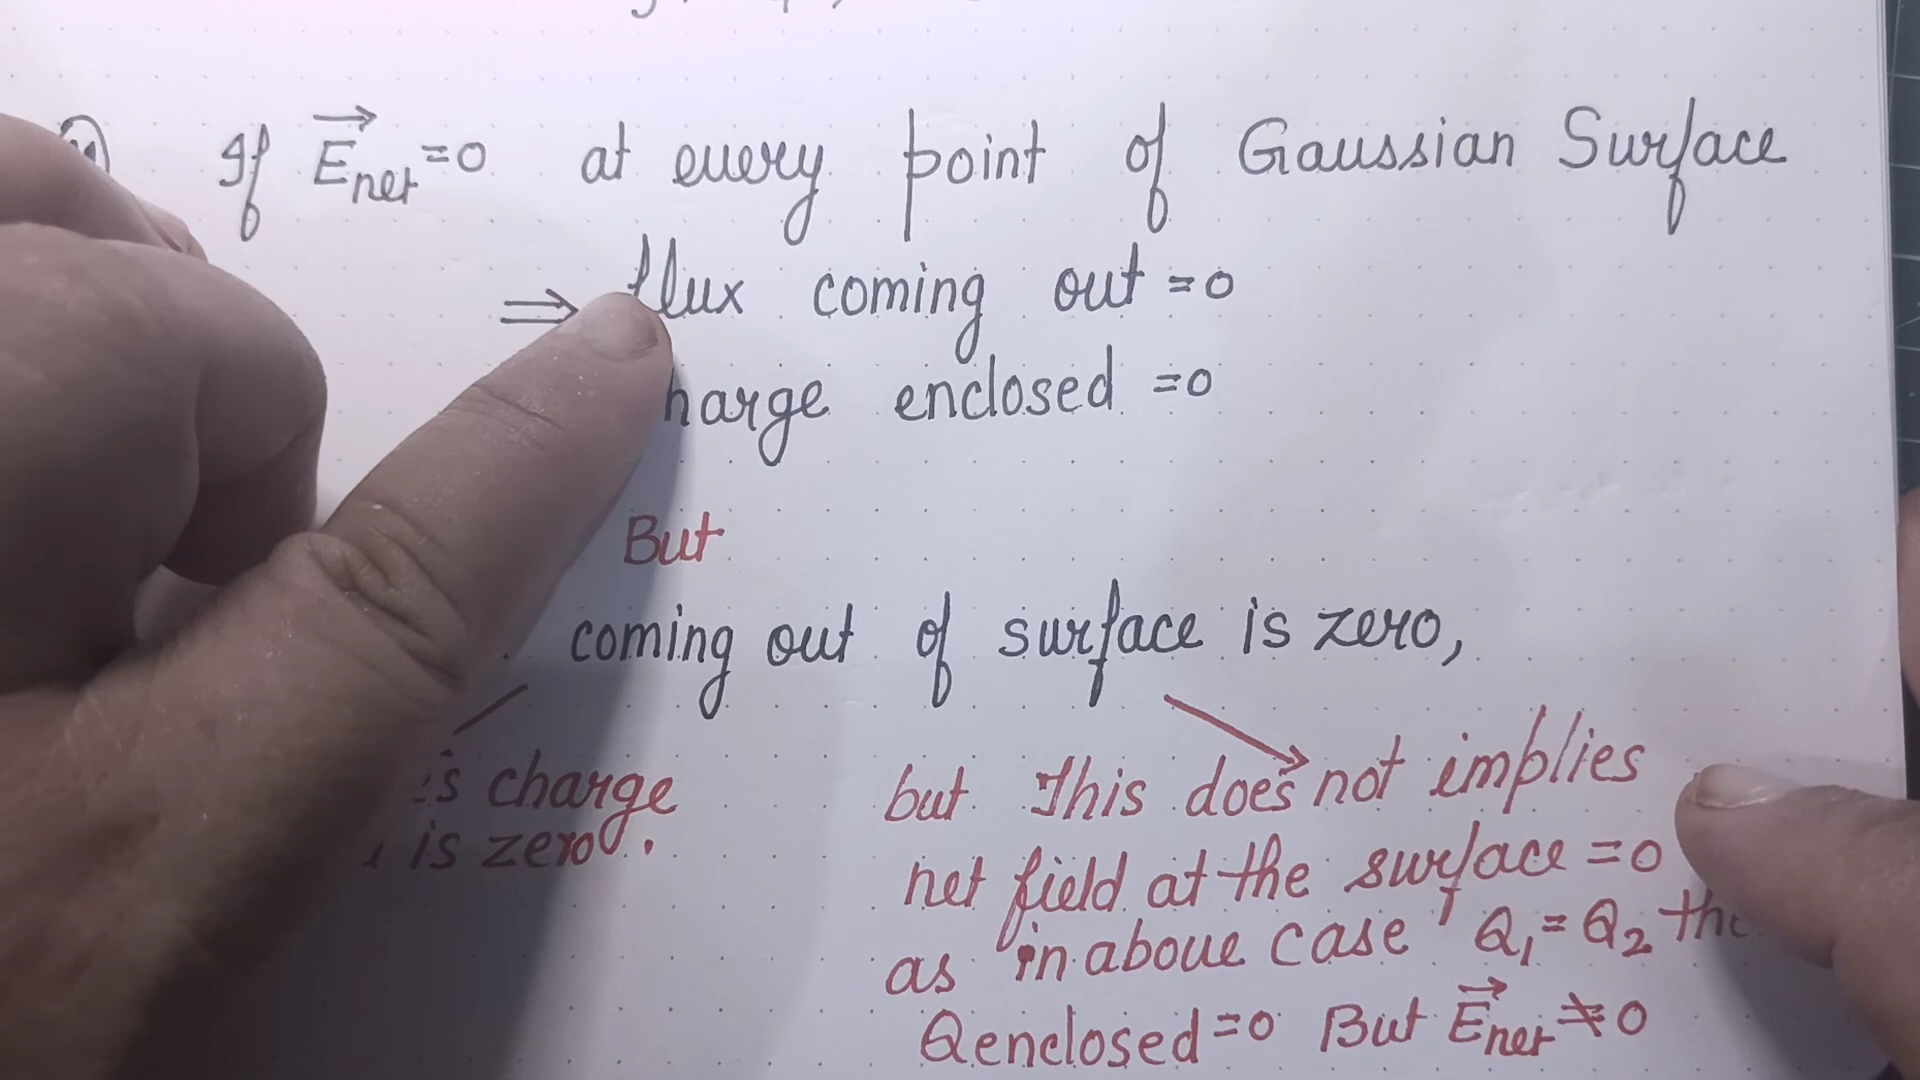 If E⃗net = 0 at every point of Gaussian Surface
⇒ flux coming out = 0
harge enclosed = 0
But
coming out of surface is zero,
is charge
is zero.
but This does not implies
net field at the surface = 0
as in above case Q₁ = Q₂ the
Qenclosed = 0 But E⃗net ≠ 0